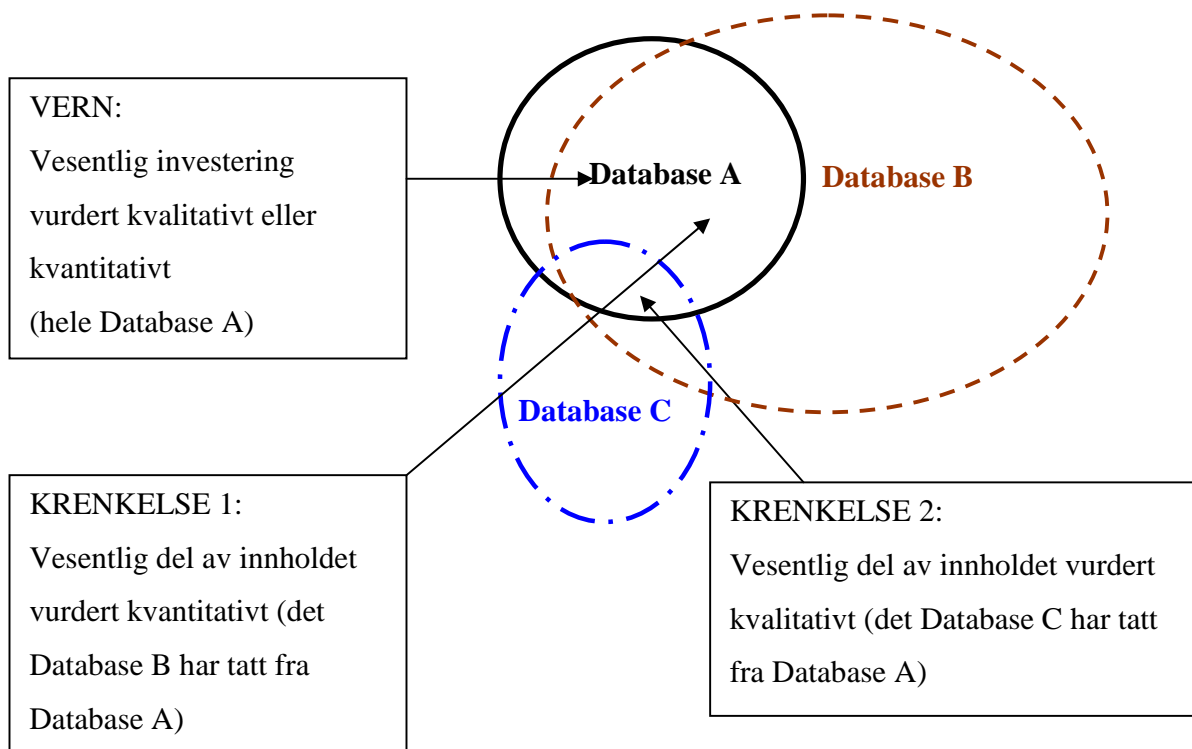 VERN:
Vesentlig investering
vurdert kvalitativt eller
kvantitativt
(hele Database A)
Database A
Database B
Database C
KRENKELSE 1:
Vesentlig del av innholdet
vurdert kvantitativt (det
Database B har tatt fra
Database A)
KRENKELSE 2:
Vesentlig del av innholdet vurdert
kvalitativt (det Database C har tatt
fra Database A)